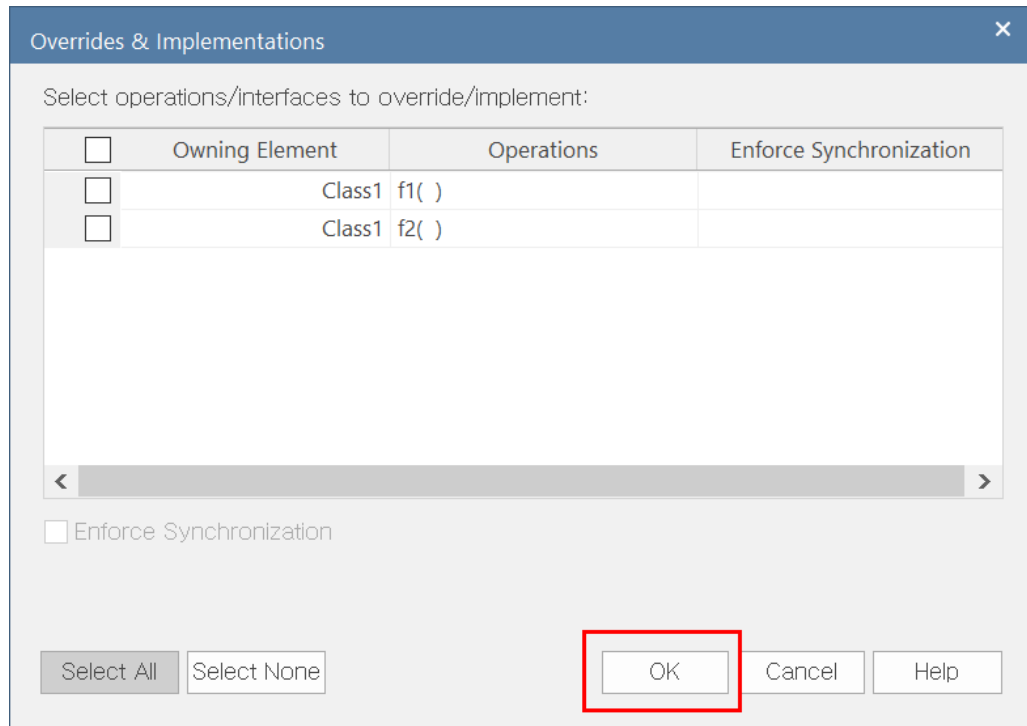 Overrides & Implementations
Select operations/interfaces to override/implement:
Owning Element Operations Enforce Synchronization
Class1 f1( )
Class1 f2( )
Enforce Synchronization
Select All Select None OK Cancel Help